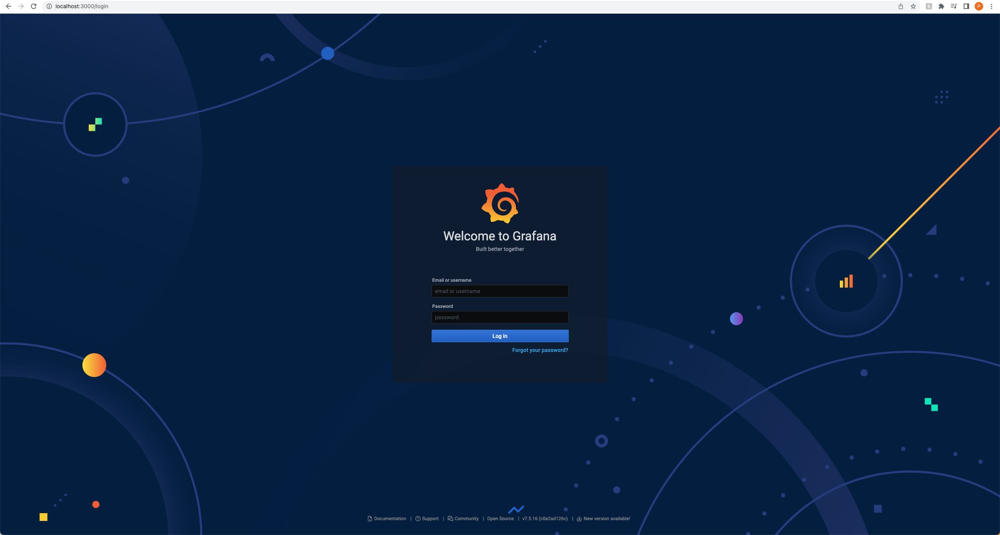 localhost:3000/login
P
Welcome to Grafana
Built better together
Email or username
email or username
Password
password
Log in
Forgot your password?
Documentation | Support | Community | Open Source | v7.5.16 (c0e2ad126c) | New version available!